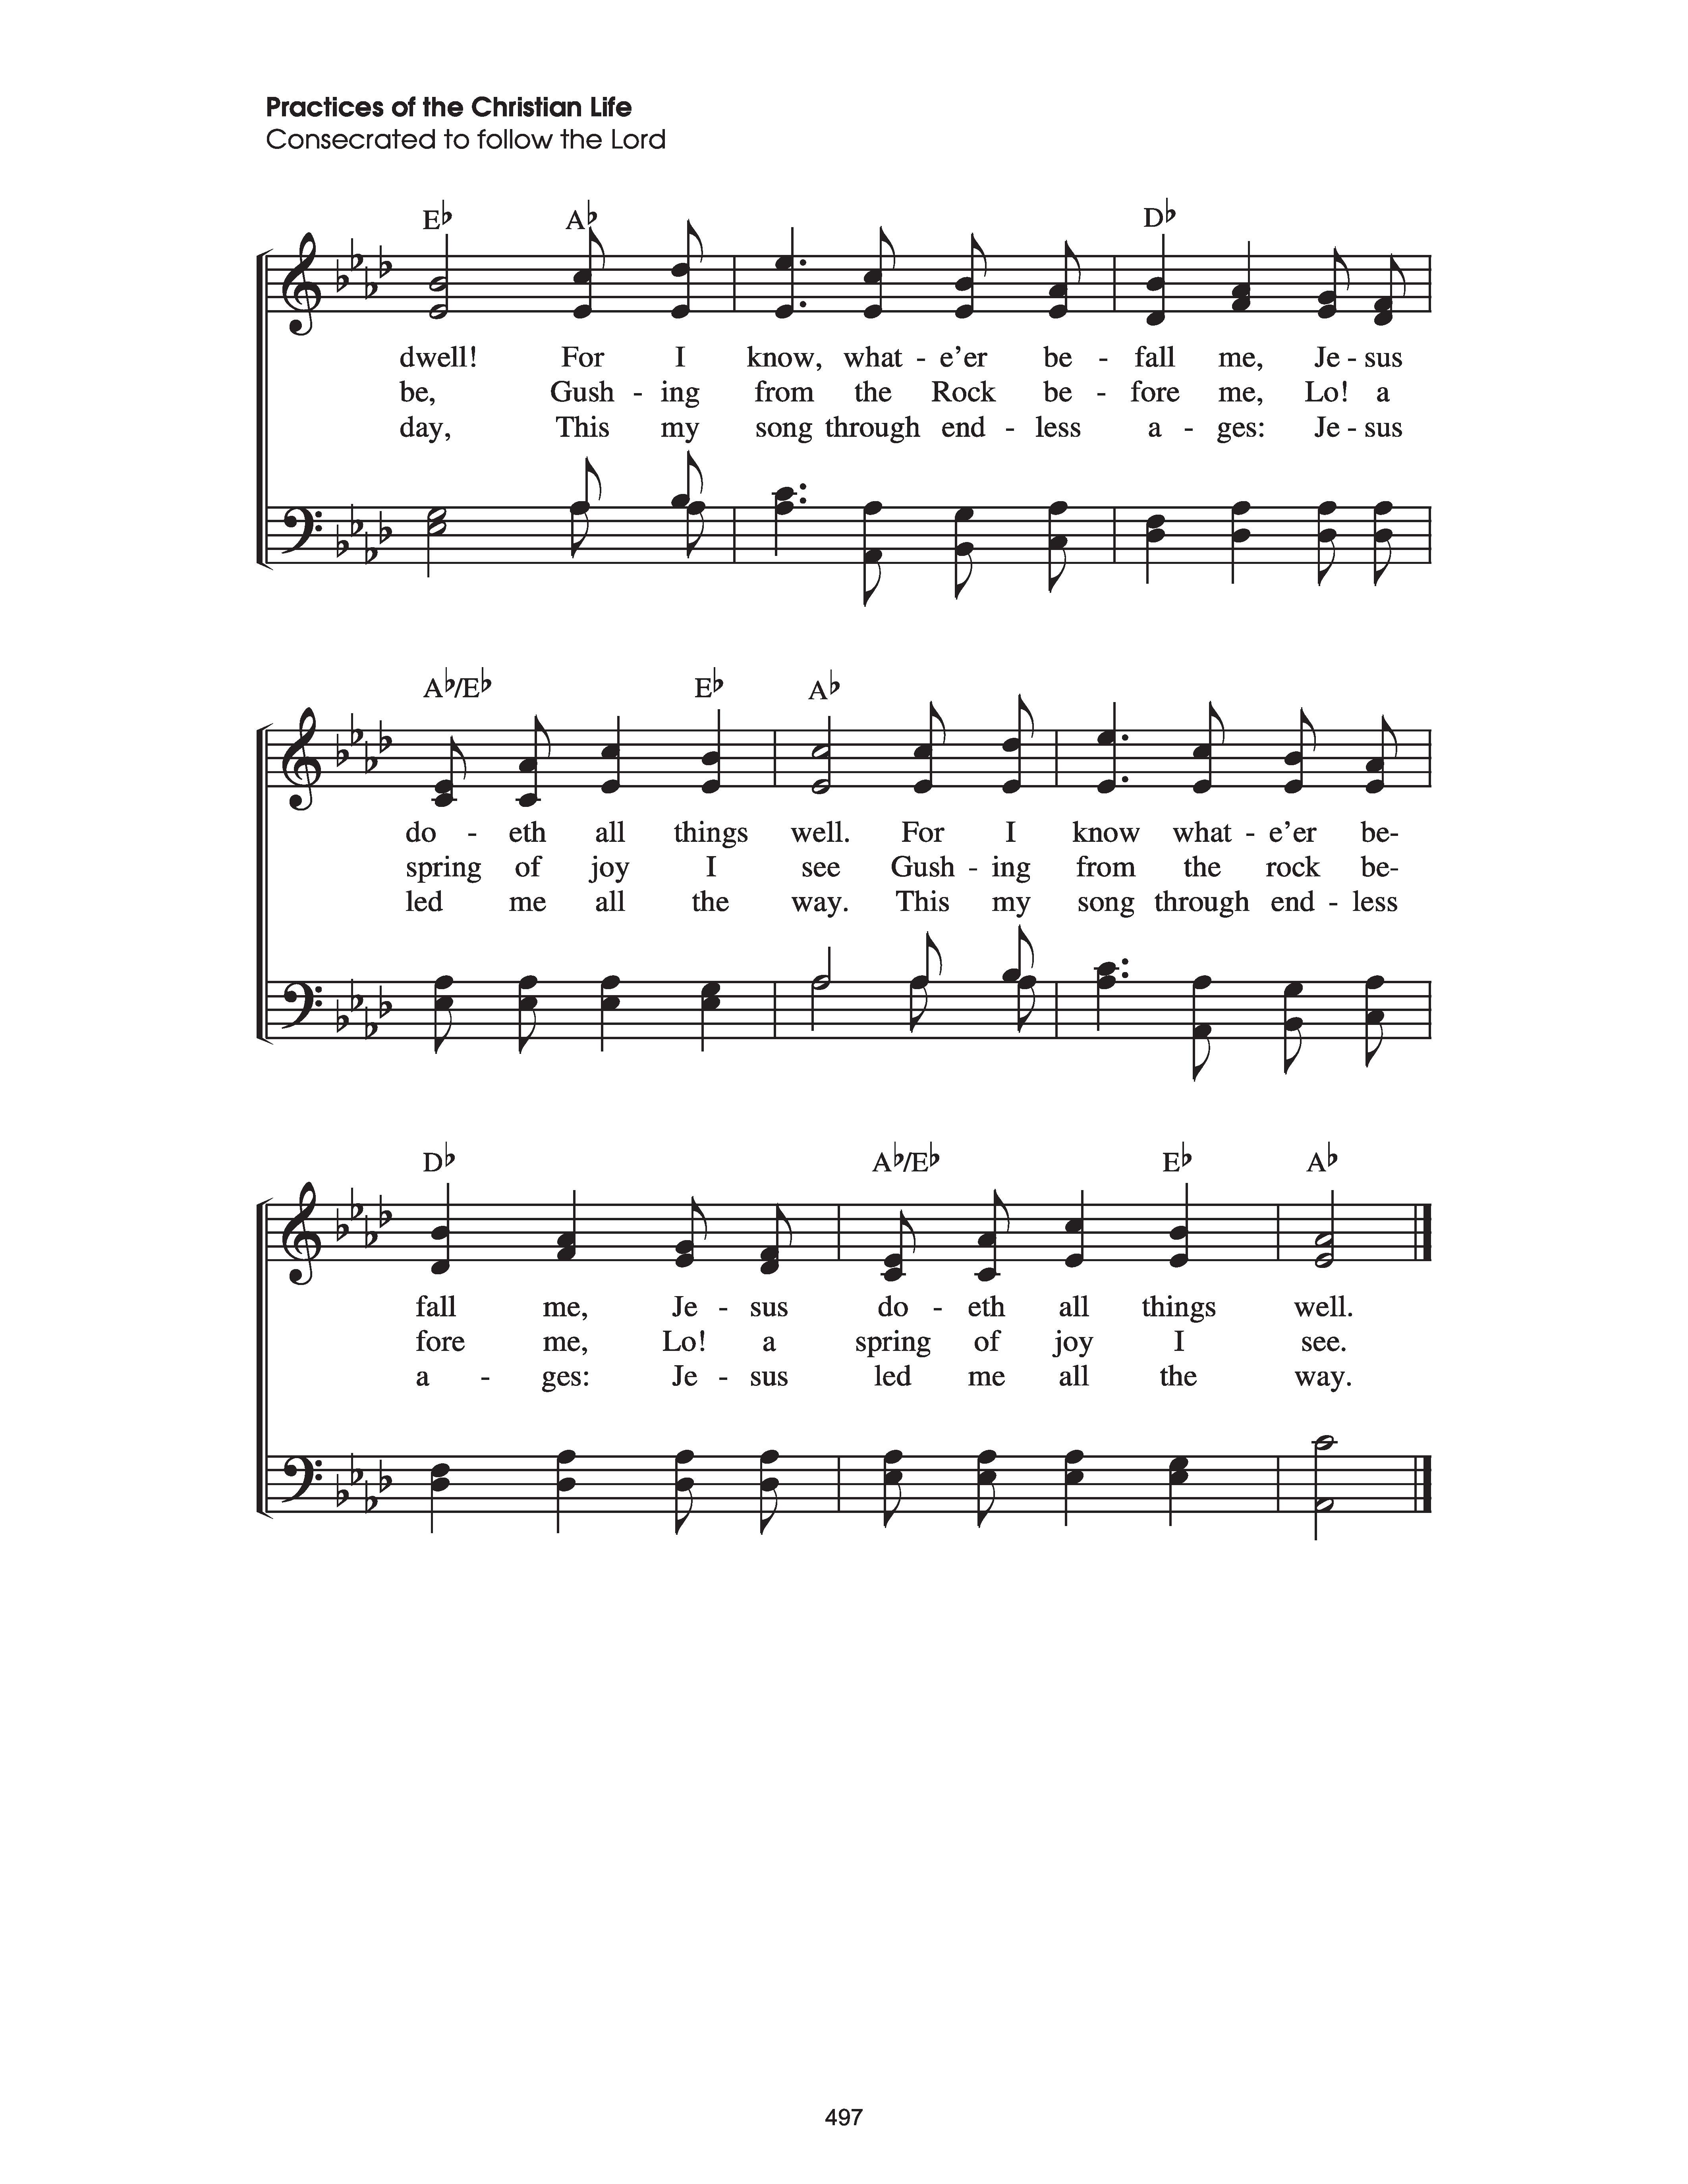 Practices of the Christian Life
Consecrated to follow the Lord
E♭ A♭ D♭
dwell! For I know, what - e’er be - fall me, Je - sus
be, Gush - ing from the Rock be - fore me, Lo! a
day, This my song through end - less a - ges: Je - sus
A♭/E♭ E♭ A♭
do - eth all things well. For I know what - e’er be-
spring of joy I see Gush - ing from the rock be-
led me all the way. This my song through end - less
D♭ A♭/E♭ E♭ A♭
fall me, Je - sus do - eth all things well.
fore me, Lo! a spring of joy I see.
a - ges: Je - sus led me all the way.
497